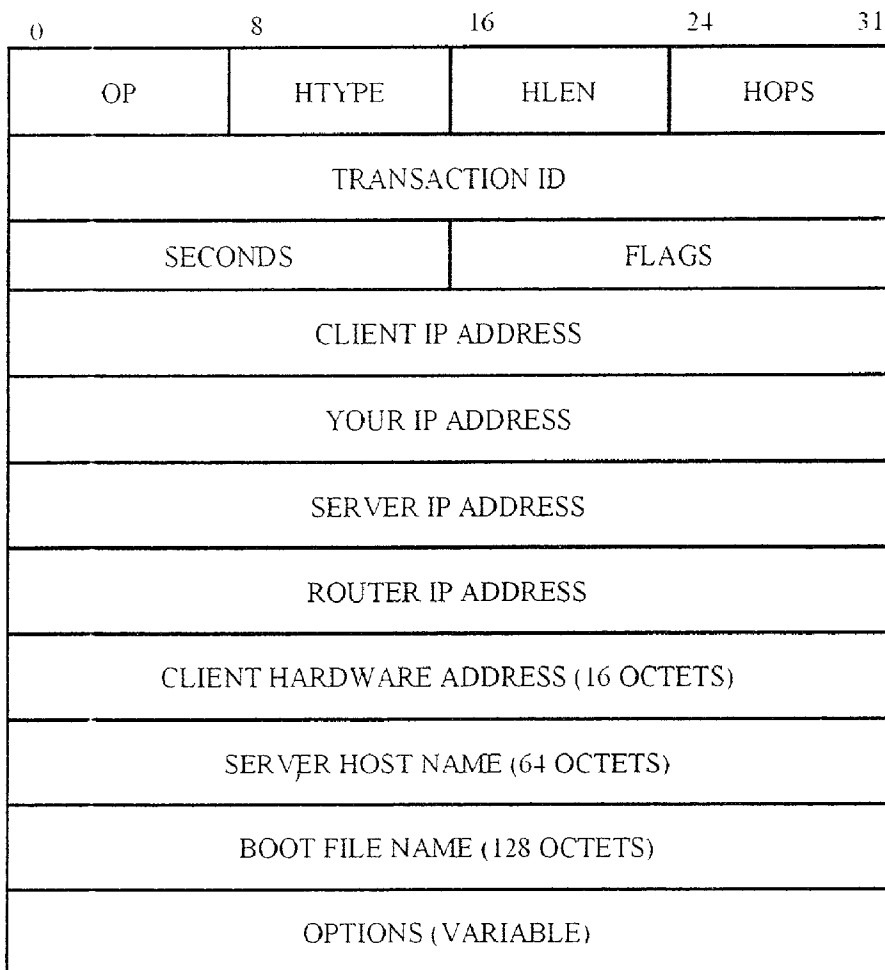 0 8 16 24 31
OP HTYPE HLEN HOPS
TRANSACTION ID
SECONDS FLAGS
CLIENT IP ADDRESS
YOUR IP ADDRESS
SERVER IP ADDRESS
ROUTER IP ADDRESS
CLIENT HARDWARE ADDRESS (16 OCTETS)
SERVER HOST NAME (64 OCTETS)
BOOT FILE NAME (128 OCTETS)
OPTIONS (VARIABLE)